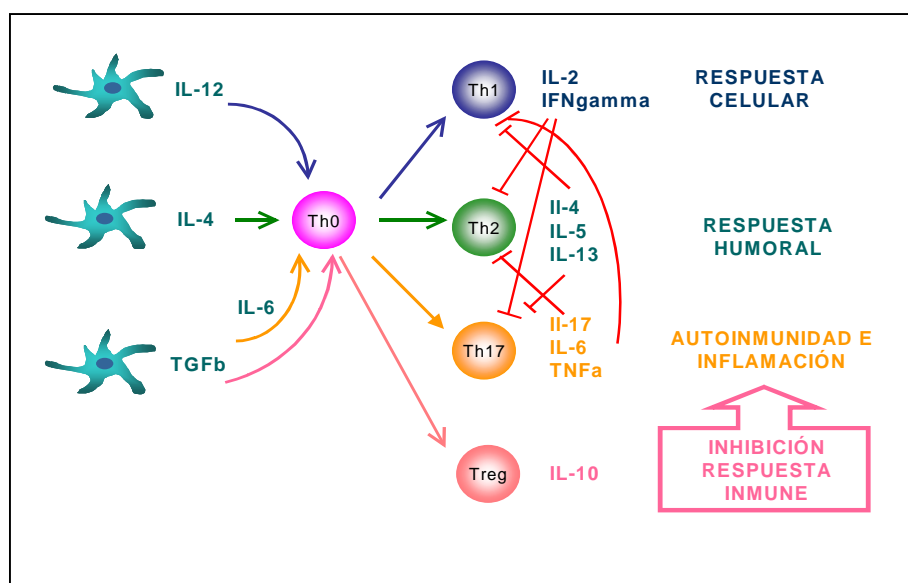 IL-12
Th1
IL-2
IFNgamma
RESPUESTA
CELULAR
IL-4
Th0
Th2
Il-4
IL-5
IL-13
RESPUESTA
HUMORAL
IL-6
TGFb
Th17
Il-17
IL-6
TNFa
AUTOINMUNIDAD E
INFLAMACIÓN
Treg
IL-10
INHIBICIÓN
RESPUESTA
INMUNE